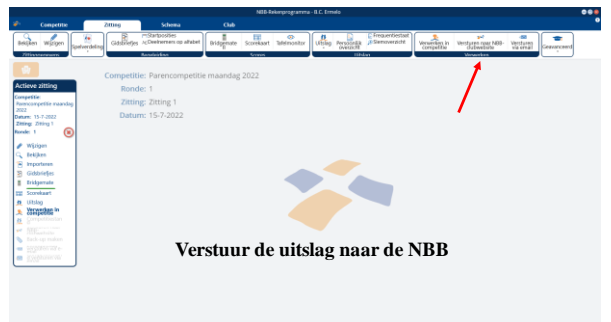 NBB-Rekenprogramma - B.C. Ermelo
Competitie Zitting Schema Club
Bekijken Wijzigen Spelverdeling Gidsbriefjes Startposities Deelnemers op alfabet Bridgemate Scorekaart Tafelmonitor Uitslag Persoonlijk overzicht Frequentiestaat Slemoverzicht Verwerken in competitie Versturen naar NBB-clubwebsite Versturen via email Geavanceerd
Actieve zitting
Competitie:
Parencompetitie maandag
2022
Datum: 15-7-2022
Zitting: Zitting 1
Ronde: 1
Wijzigen
Bekijken
Importeren
Gidsbriefjes
Bridgemate
Scorekaart
Uitslag
Verwerken in
competitie
Competitie: Parencompetitie maandag 2022
Ronde: 1
Zitting: Zitting 1
Datum: 15-7-2022
Verstuur de uitslag naar de NBB